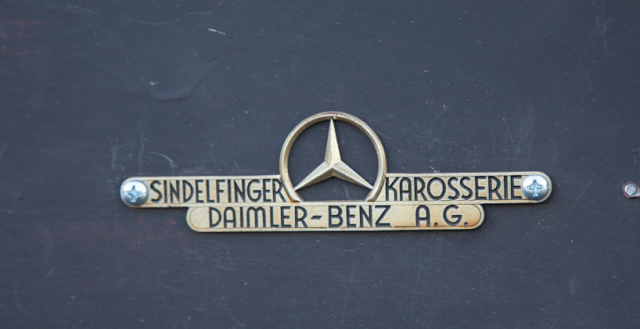 SINDELFINGER KAROSSERIE
DAIMLER-BENZ A.G.